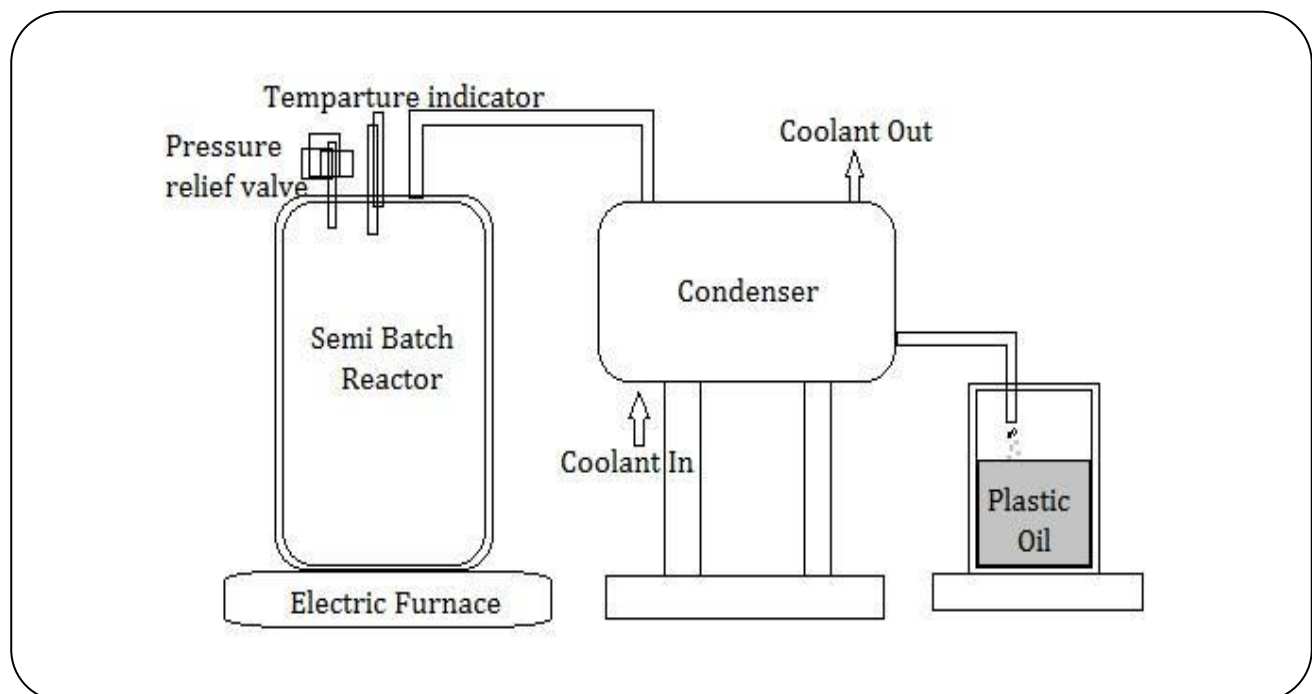 Temparture indicator
Pressure
relief valve
Coolant Out
Condenser
Semi Batch
Reactor
Coolant In
Plastic
Oil
Electric Furnace